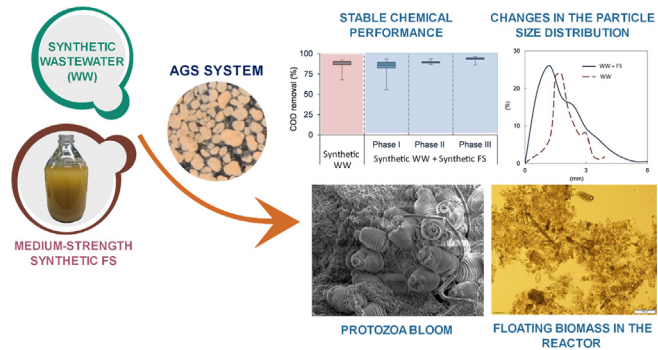 SYNTHETIC
WASTEWATER
(WW)
MEDIUM-STRENGTH
SYNTHETIC FS
AGS SYSTEM
STABLE CHEMICAL
PERFORMANCE
COD removal (%)
100
75
50
25
0
Synthetic
WW
Phase I
Phase II
Phase III
Synthetic WW + Synthetic FS
CHANGES IN THE PARTICLE
SIZE DISTRIBUTION
(%)
30
20
10
0
WW + FS
WW
0
3
6
(mm)
PROTOZOA BLOOM
FLOATING BIOMASS IN THE
REACTOR